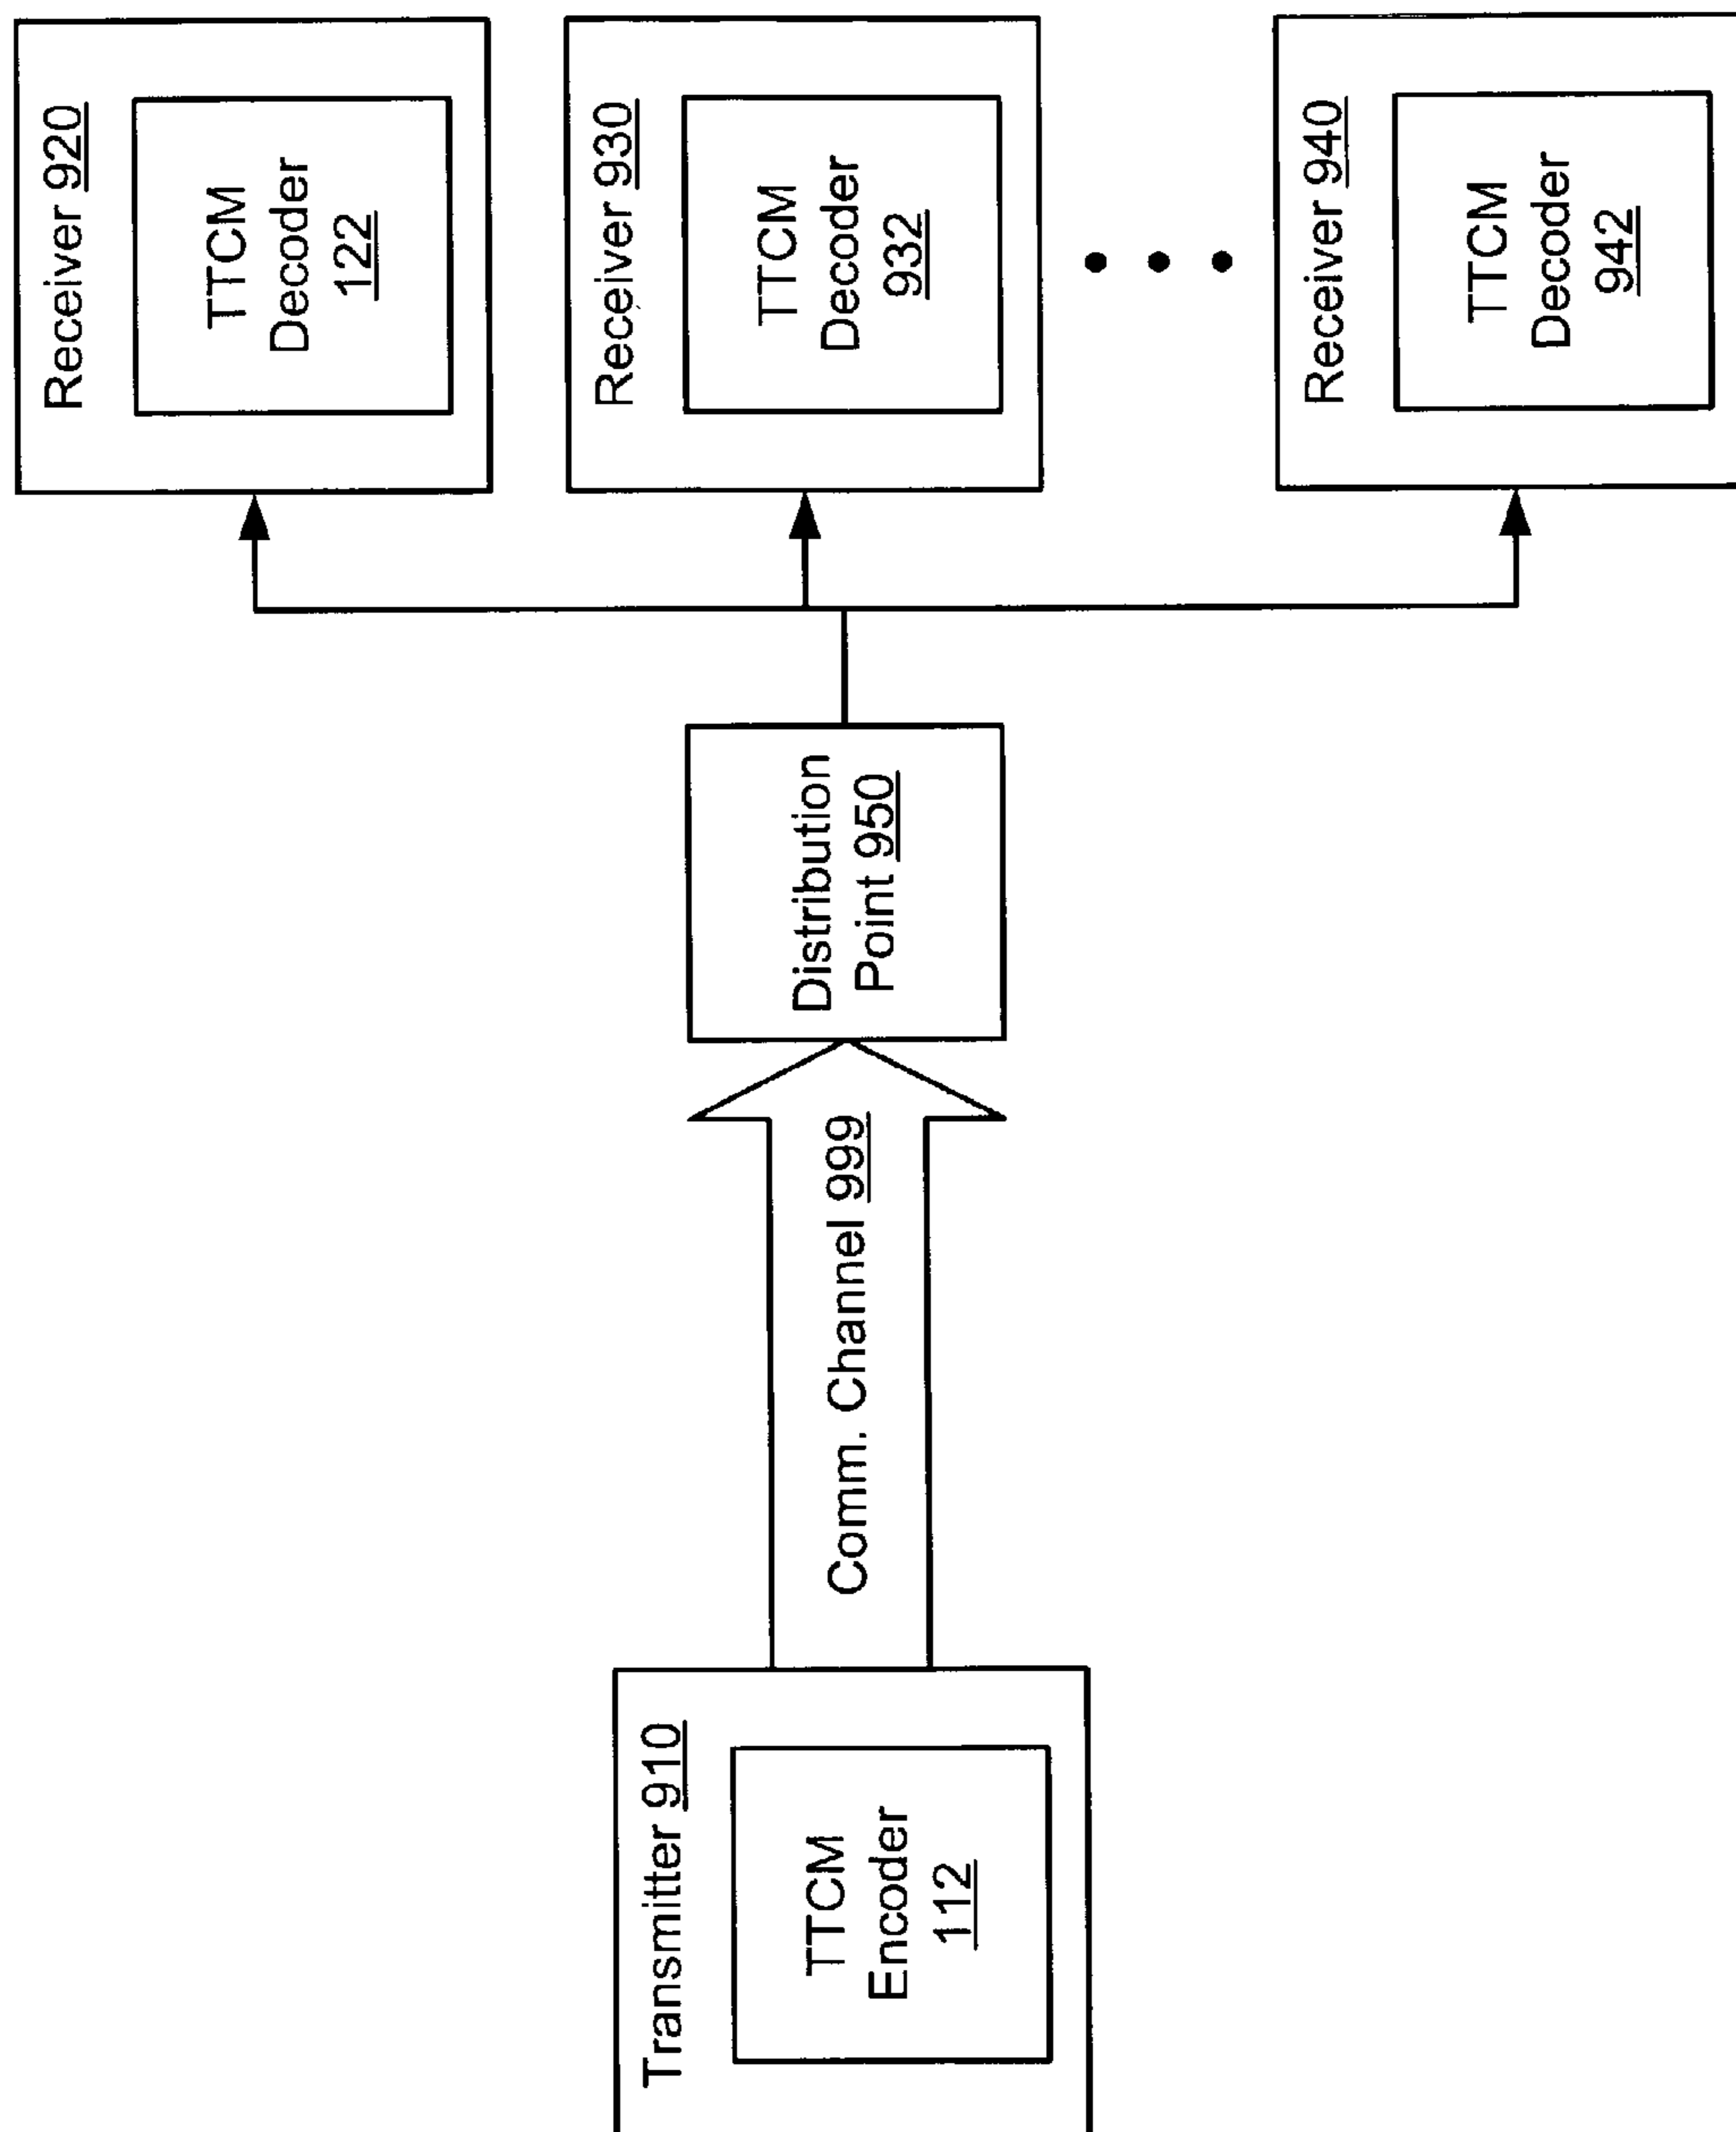 Transmitter 910
TTCM
Encoder
112
Comm. Channel 999
Distribution
Point 950
Receiver 920
TTCM
Decoder
122
Receiver 930
TTCM
Decoder
932
Receiver 940
TTCM
Decoder
942